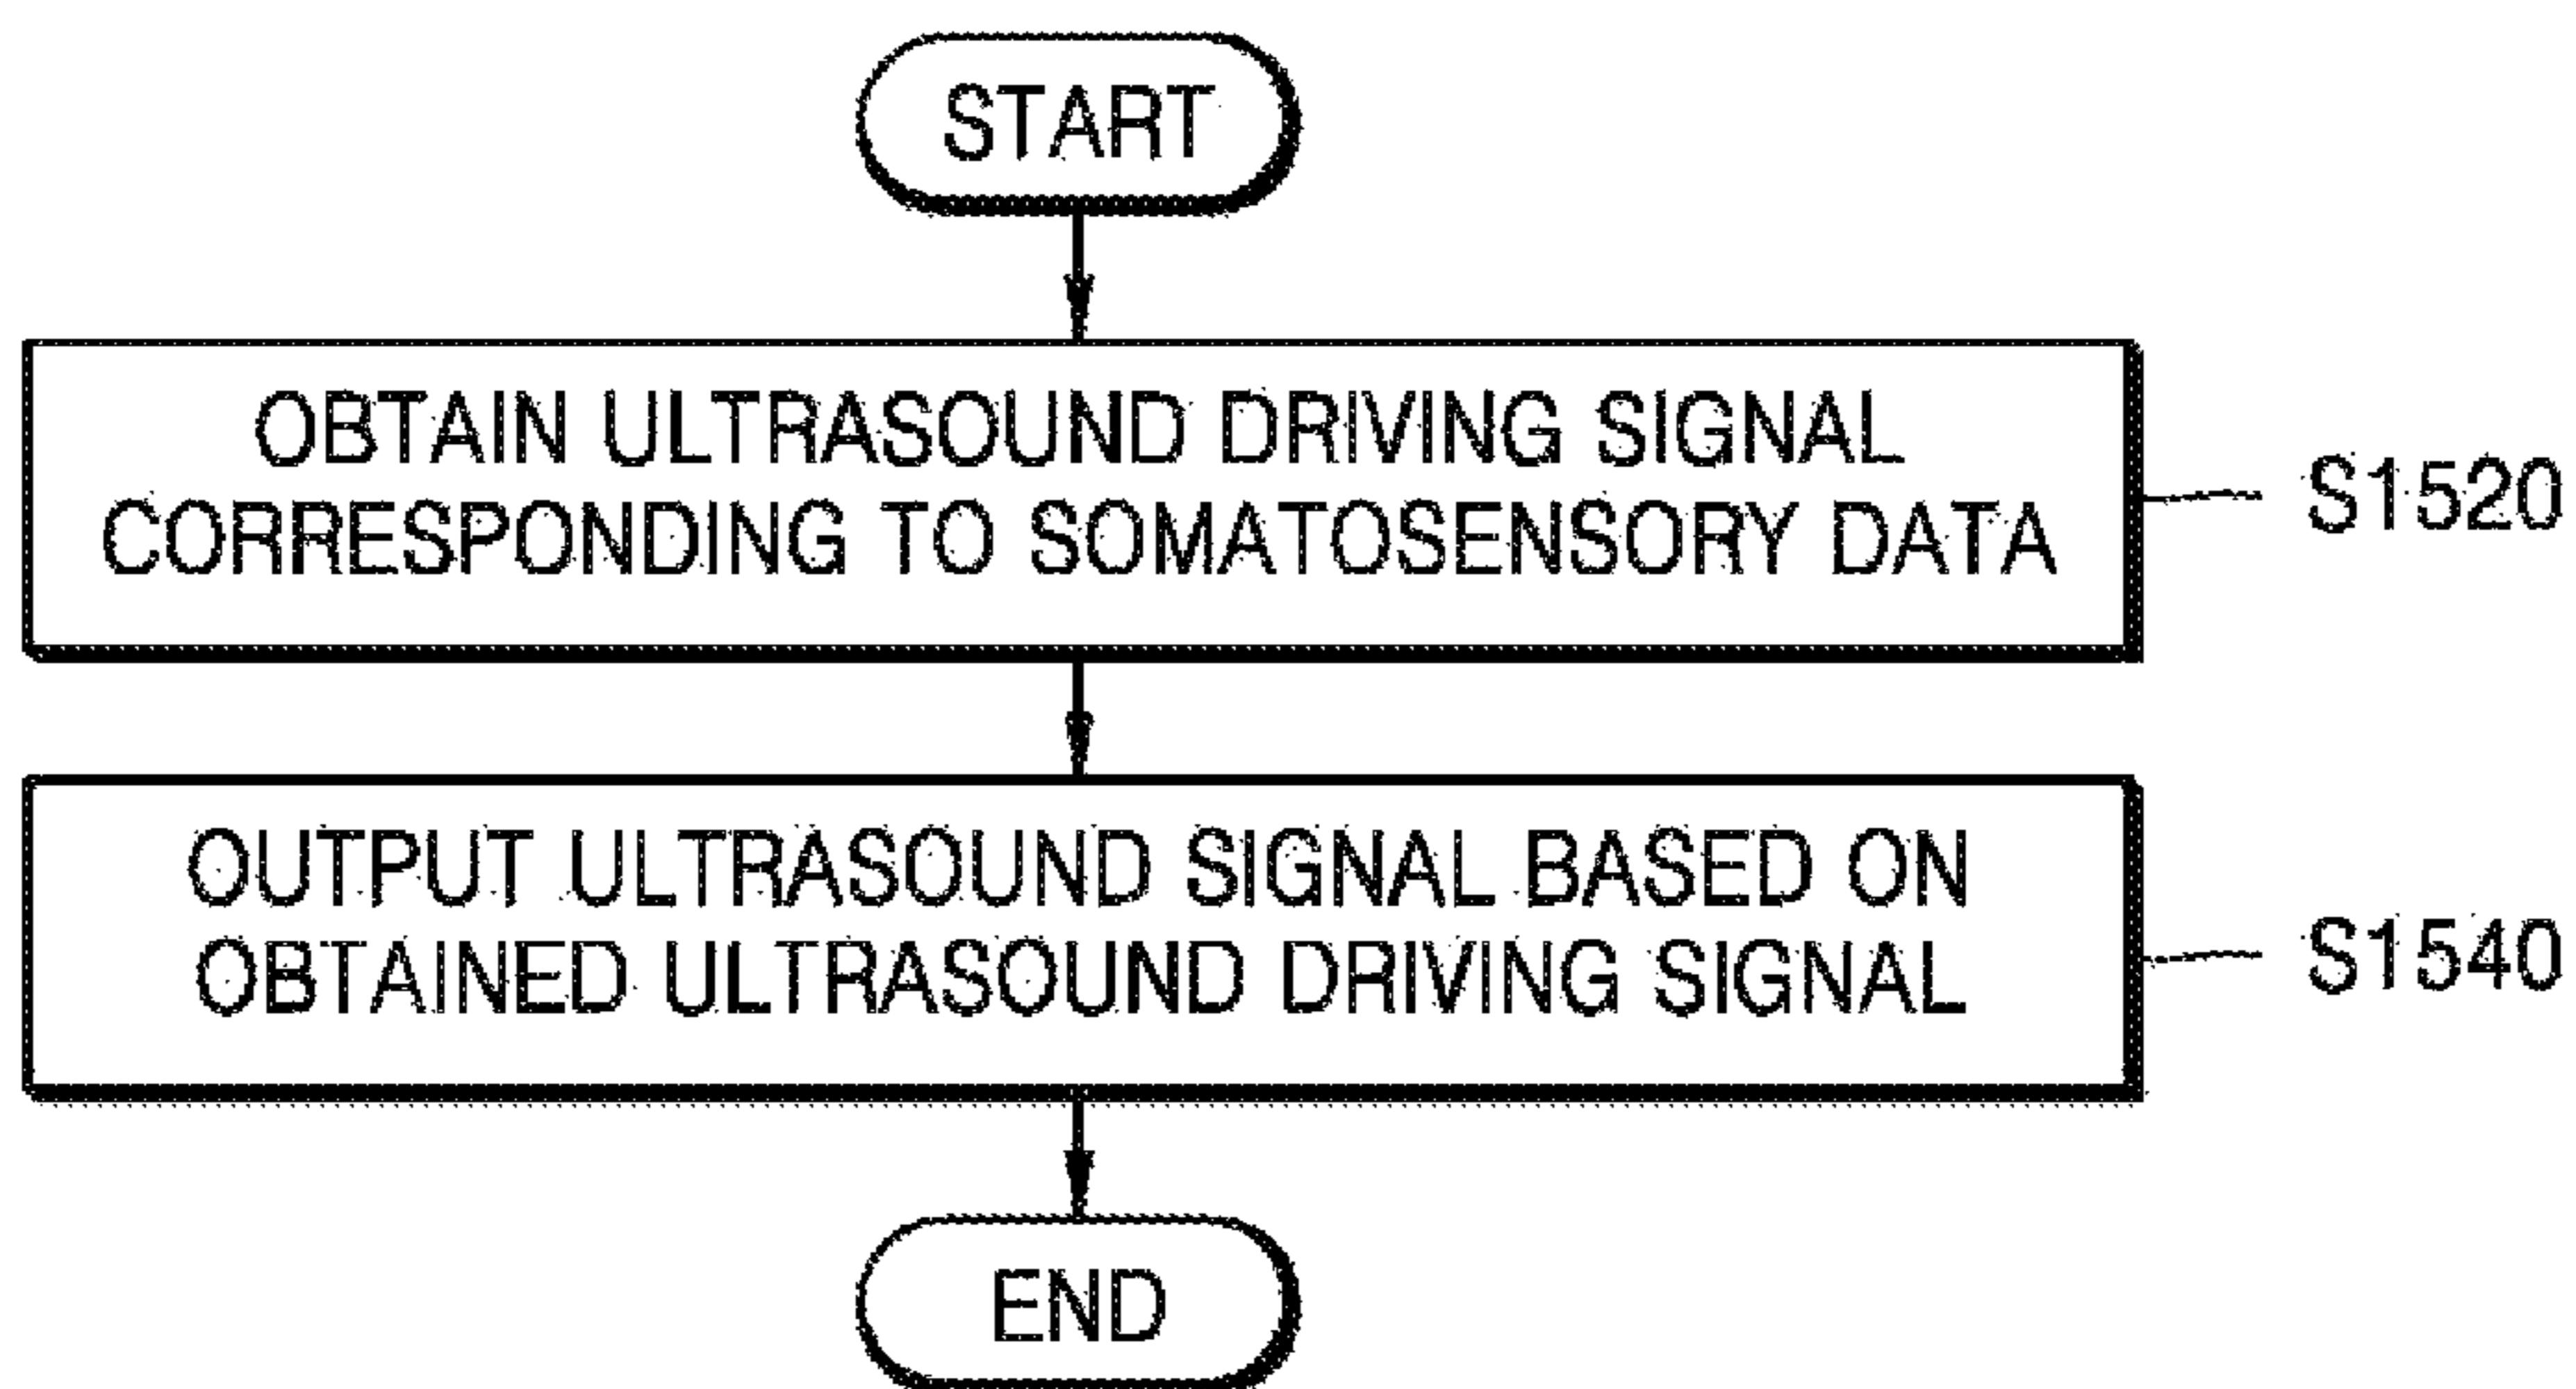 START
OBTAIN ULTRASOUND DRIVING SIGNAL
CORRESPONDING TO SOMATOSENSORY DATA
S1520
OUTPUT ULTRASOUND SIGNAL BASED ON
OBTAINED ULTRASOUND DRIVING SIGNAL
S1540
END